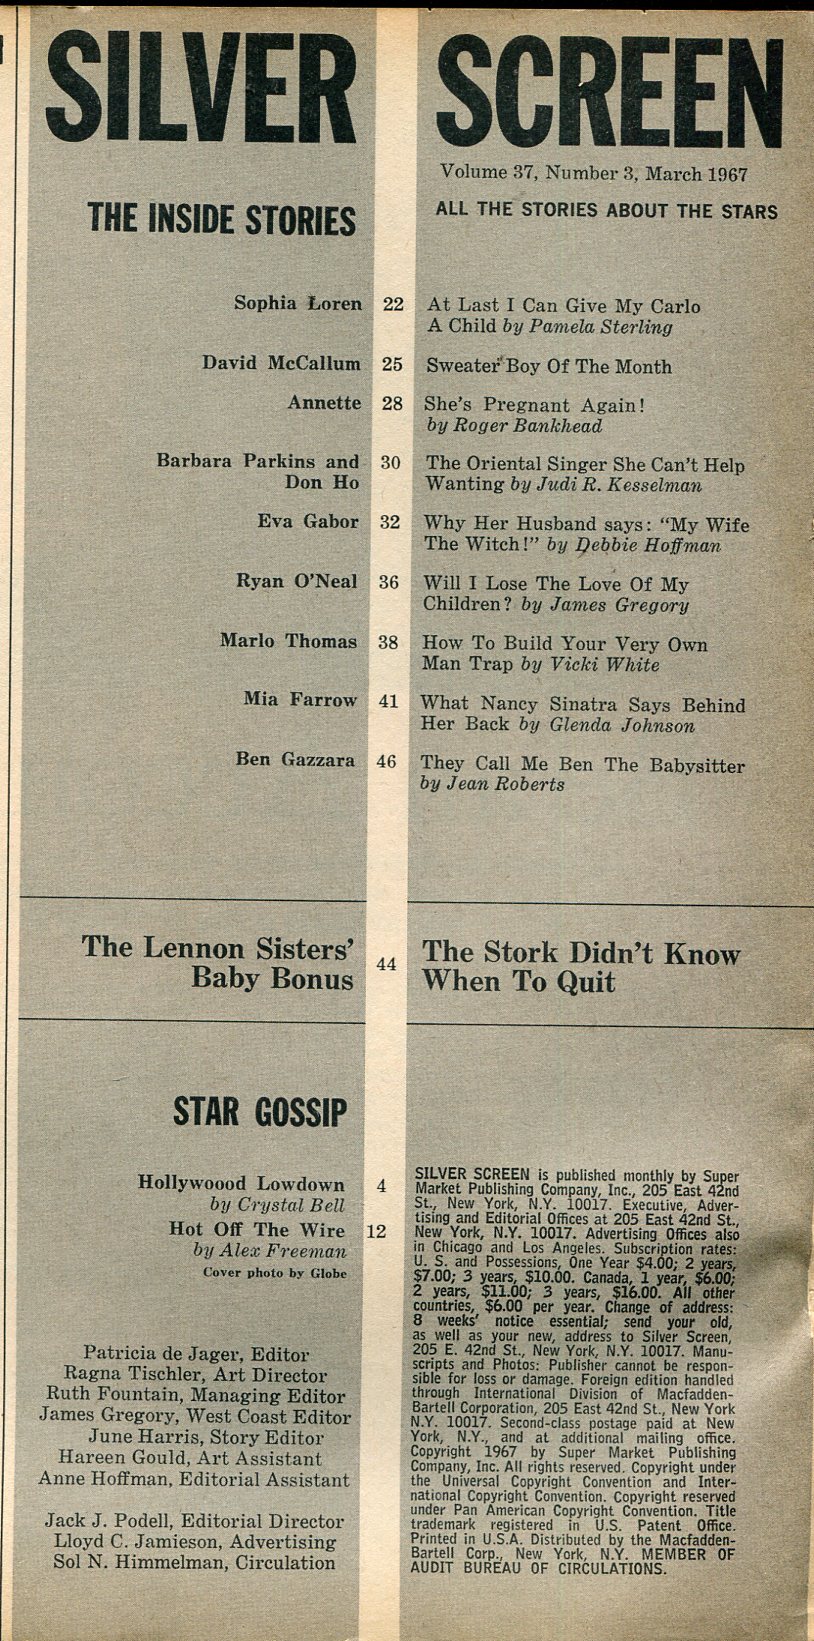 SILVER SCREEN
Volume 37, Number 3, March 1967
THE INSIDE STORIES
ALL THE STORIES ABOUT THE STARS
Sophia Loren 22 At Last I Can Give My Carlo
A Child by Pamela Sterling
David McCallum 25 Sweater Boy Of The Month
Annette 28 She's Pregnant Again!
by Roger Bankhead
Barbara Parkins and 30 The Oriental Singer She Can't Help
Don Ho Wanting by Judi R. Kesselman
Eva Gabor 32 Why Her Husband says: "My Wife
The Witch!" by Debbie Hoffman
Ryan O'Neal 36 Will I Lose The Love Of My
Children? by James Gregory
Marlo Thomas 38 How To Build Your Very Own
Man Trap by Vicki White
Mia Farrow 41 What Nancy Sinatra Says Behind
Her Back by Glenda Johnson
Ben Gazzara 46 They Call Me Ben The Babysitter
by Jean Roberts
The Lennon Sisters' 44 The Stork Didn't Know
Baby Bonus When To Quit
STAR GOSSIP
Hollywoood Lowdown 4
by Crystal Bell
Hot Off The Wire 12
by Alex Freeman
Cover photo by Globe
Patricia de Jager, Editor
Ragna Tischler, Art Director
Ruth Fountain, Managing Editor
James Gregory, West Coast Editor
June Harris, Story Editor
Hareen Gould, Art Assistant
Anne Hoffman, Editorial Assistant
Jack J. Podell, Editorial Director
Lloyd C. Jamieson, Advertising
Sol N. Himmelman, Circulation
SILVER SCREEN is published monthly by Super
Market Publishing Company, Inc., 205 East 42nd
St., New York, N.Y. 10017. Executive, Adver-
tising and Editorial Offices at 205 East 42nd St.,
New York, N.Y. 10017. Advertising Offices also
in Chicago and Los Angeles. Subscription rates:
U. S. and Possessions, One Year $4.00; 2 years,
$7.00; 3 years, $10.00. Canada, 1 year, $6.00;
2 years, $11.00; 3 years, $16.00. All other
countries, $6.00 per year. Change of address:
8 weeks' notice essential; send your old,
as well as your new, address to Silver Screen,
205 E. 42nd St., New York, N.Y. 10017. Manu-
scripts and Photos: Publisher cannot be respon-
sible for loss or damage. Foreign edition handled
through International Division of Macfadden-
Bartell Corporation, 205 East 42nd St., New York
N.Y. 10017. Second-class postage paid at New
York, N.Y., and at additional mailing office.
Copyright 1967 by Super Market Publishing
Company, Inc. All rights reserved. Copyright under
the Universal Copyright Convention and Inter-
national Copyright Convention. Copyright reserved
under Pan American Copyright Convention. Title
trademark registered in U.S. Patent Office.
Printed in U.S.A. Distributed by the Macfadden-
Bartell Corp., New York, N.Y. MEMBER OF
AUDIT BUREAU OF CIRCULATIONS.